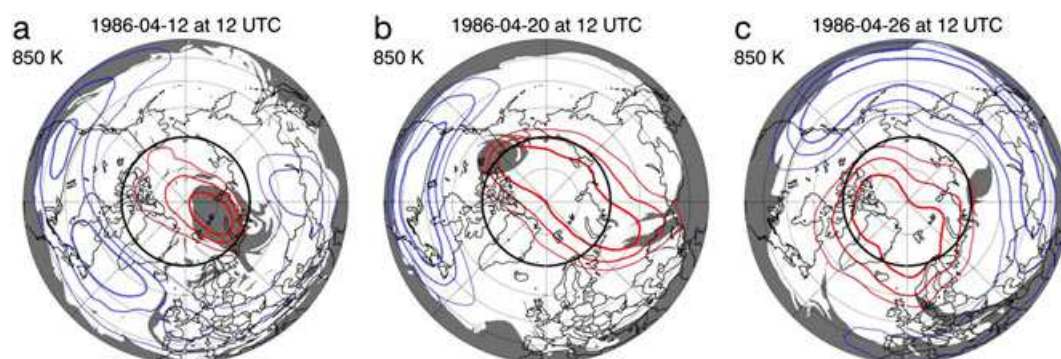 a 1986-04-12 at 12 UTC
850 K
b 1986-04-20 at 12 UTC
850 K
c 1986-04-26 at 12 UTC
850 K